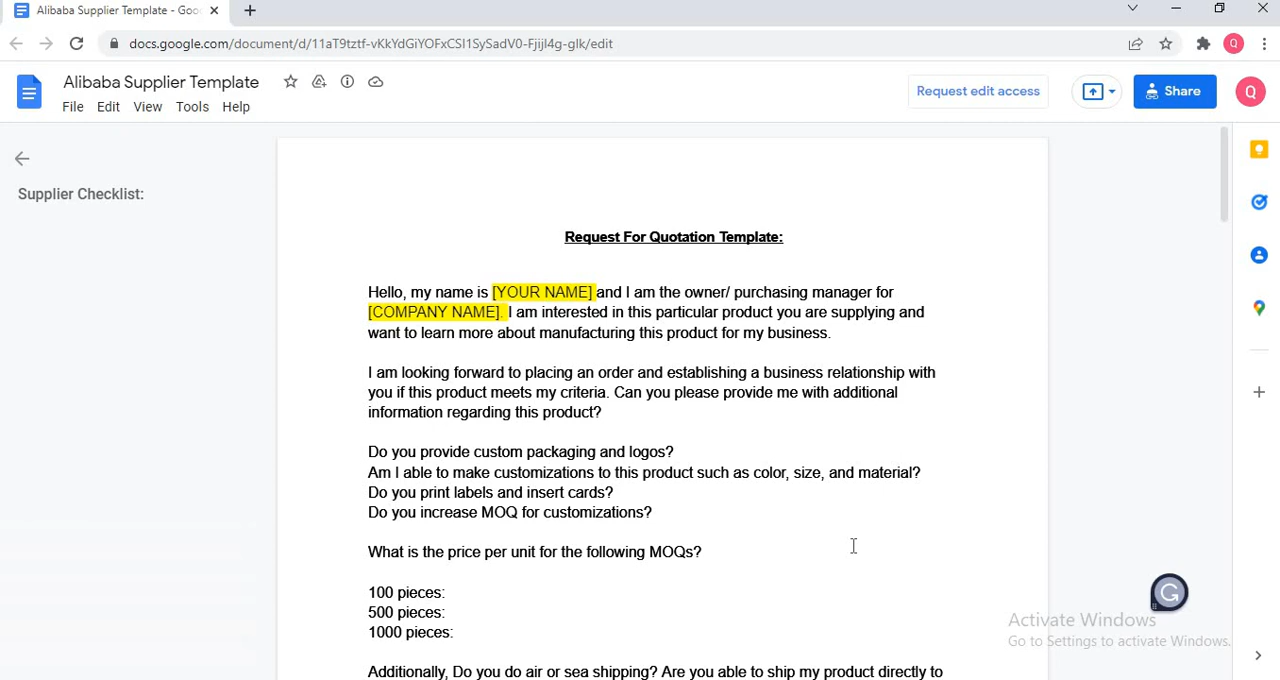 Alibaba Supplier Template - Goo
docs.google.com/document/d/11aT9tztf-vKkYdGiYOFxCSI1SySadV0-Fjijl4g-glk/edit
Q
Alibaba Supplier Template
File Edit View Tools Help
Request edit access
Share
Q
Supplier Checklist:
Request For Quotation Template:
Hello, my name is [YOUR NAME] and I am the owner/ purchasing manager for
[COMPANY NAME]. I am interested in this particular product you are supplying and
want to learn more about manufacturing this product for my business.
I am looking forward to placing an order and establishing a business relationship with
you if this product meets my criteria. Can you please provide me with additional
information regarding this product?
Do you provide custom packaging and logos?
Am I able to make customizations to this product such as color, size, and material?
Do you print labels and insert cards?
Do you increase MOQ for customizations?
What is the price per unit for the following MOQs?
100 pieces:
500 pieces:
1000 pieces:
Additionally, Do you do air or sea shipping? Are you able to ship my product directly to
G
Activate Windows
Go to Settings to activate Windows.